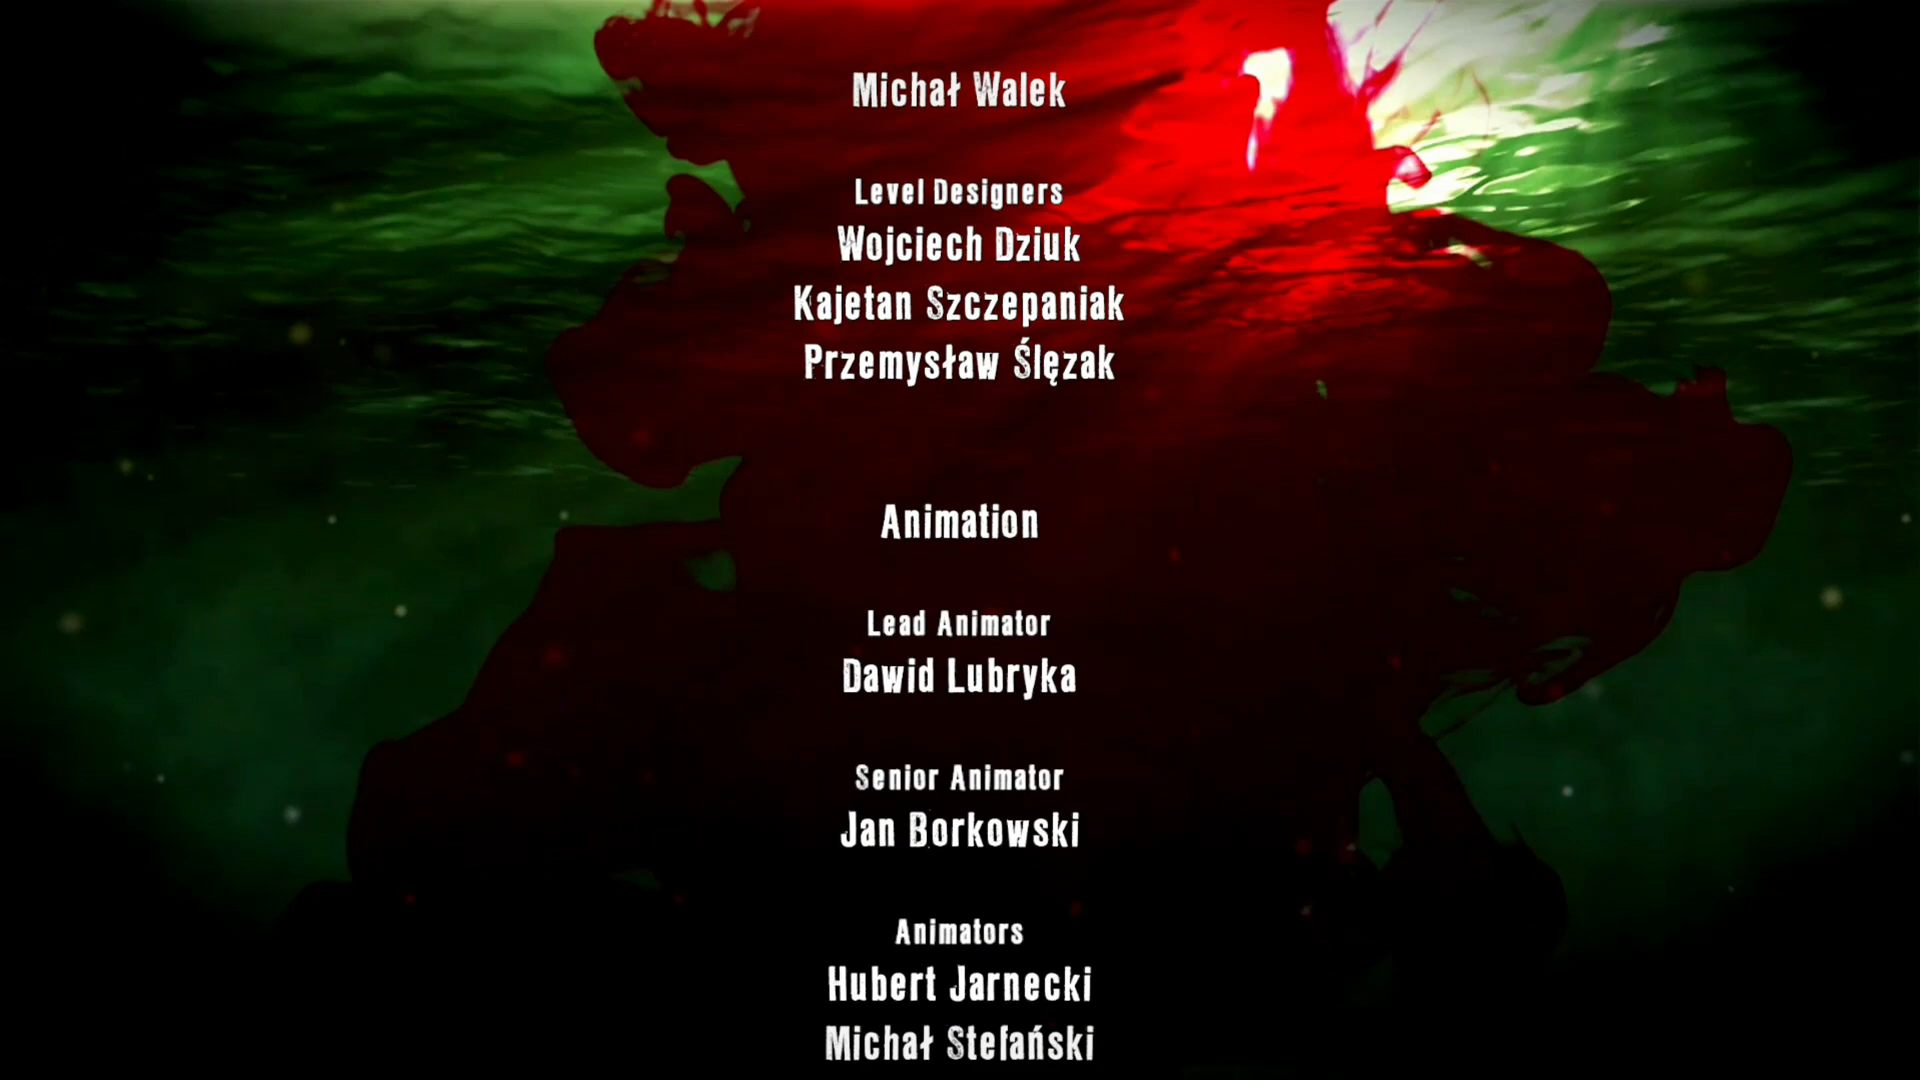 Michał Walek
Level Designers
Wojciech Dziuk
Kajetan Szczepaniak
Przemysław Ślęzak
Animation
Lead Animator
Dawid Lubryka
Senior Animator
Jan Borkowski
Animators
Hubert Jarnecki
Michał Stefański